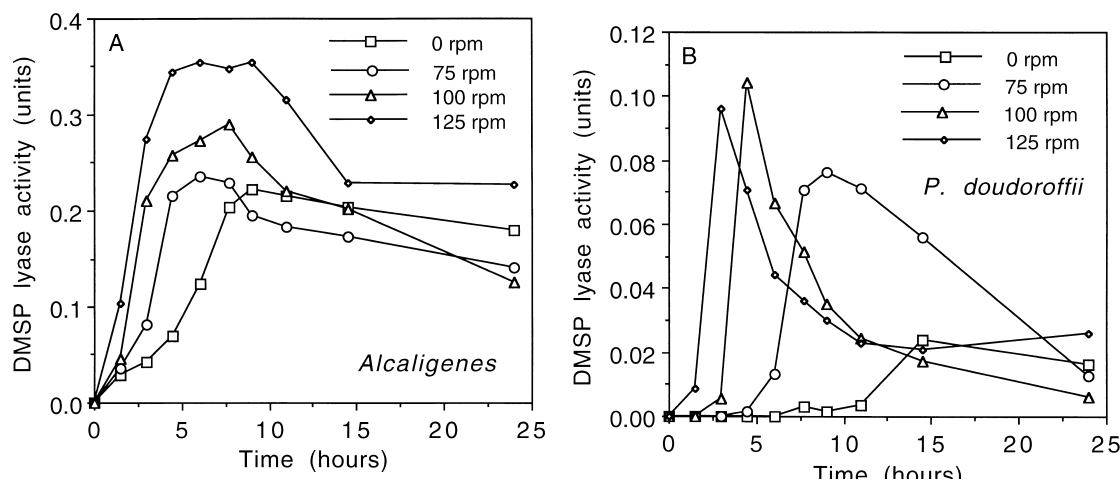 A
0 rpm
75 rpm
100 rpm
125 rpm
Alcaligenes
DMSP lyase activity (units)
0.4
0.3
0.2
0.1
0.0
0 5 10 15 20 25
Time (hours)
B
0 rpm
75 rpm
100 rpm
125 rpm
P. doudoroffii
DMSP lyase activity (units)
0.12
0.10
0.08
0.06
0.04
0.02
0.00
0 5 10 15 20 25
Time (hours)